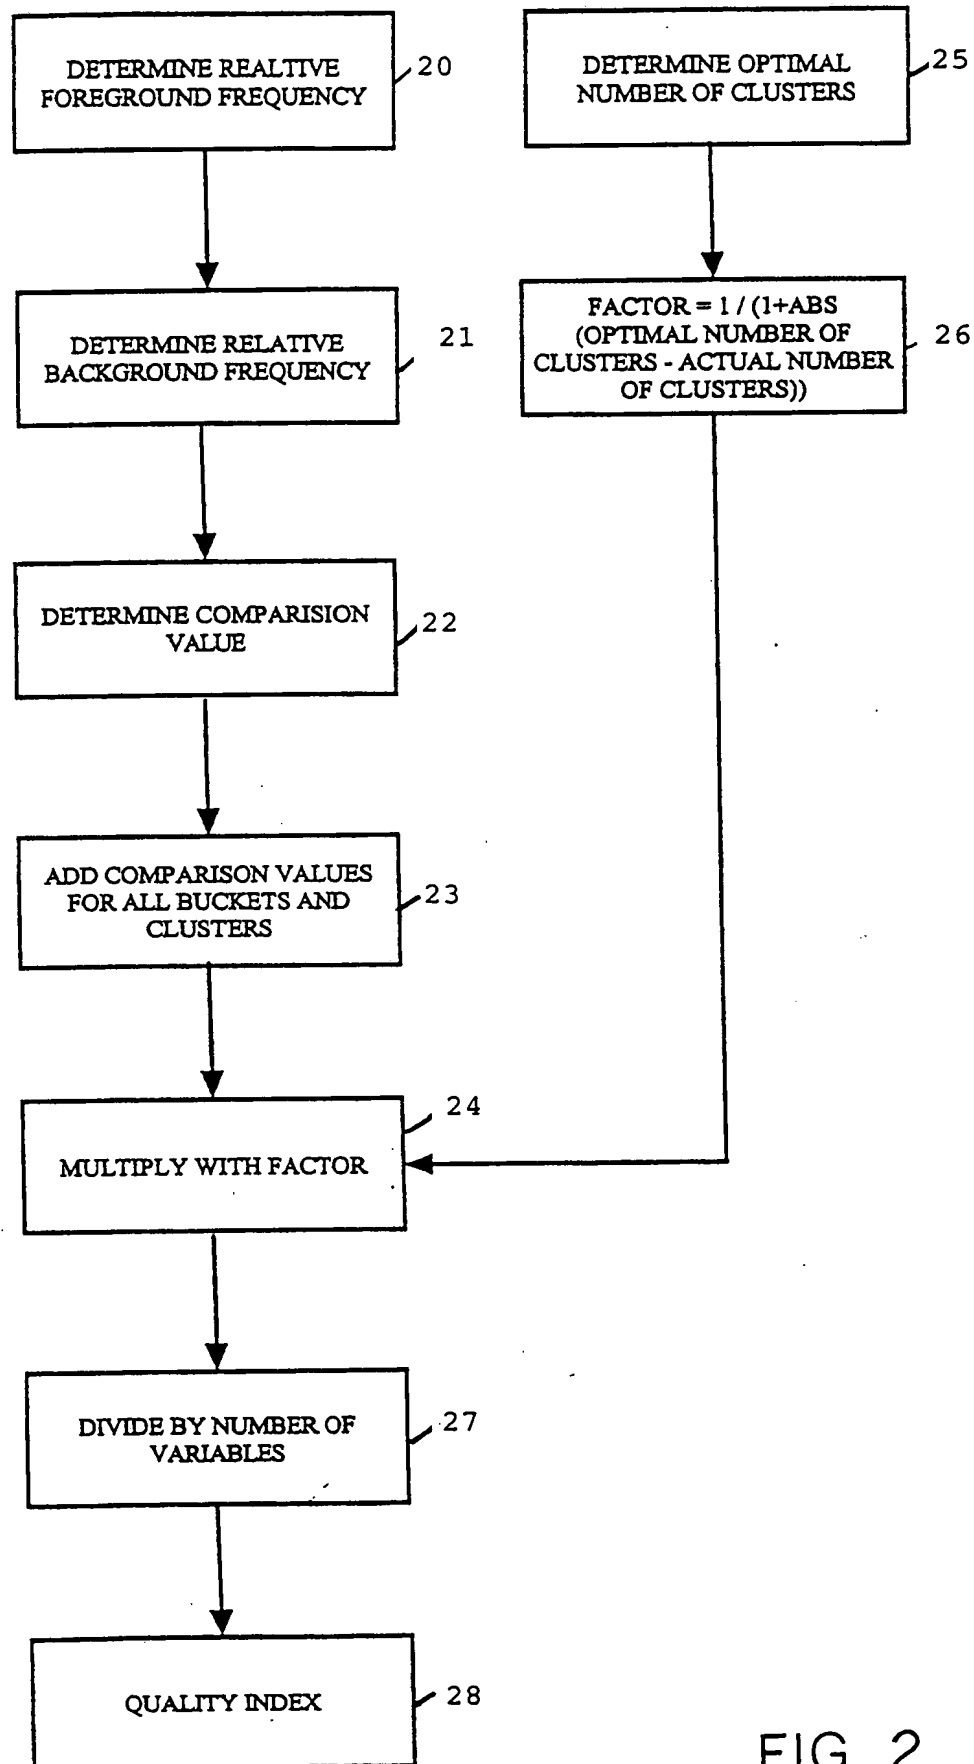 DETERMINE REALTIVE
FOREGROUND FREQUENCY
20
DETERMINE OPTIMAL
NUMBER OF CLUSTERS
25
DETERMINE RELATIVE
BACKGROUND FREQUENCY
21
FACTOR = 1 / (1+ABS
(OPTIMAL NUMBER OF
CLUSTERS - ACTUAL NUMBER
OF CLUSTERS))
26
DETERMINE COMPARISION
VALUE
22
ADD COMPARISON VALUES
FOR ALL BUCKETS AND
CLUSTERS
23
MULTIPLY WITH FACTOR
24
DIVIDE BY NUMBER OF
VARIABLES
27
QUALITY INDEX
28
FIG. 2